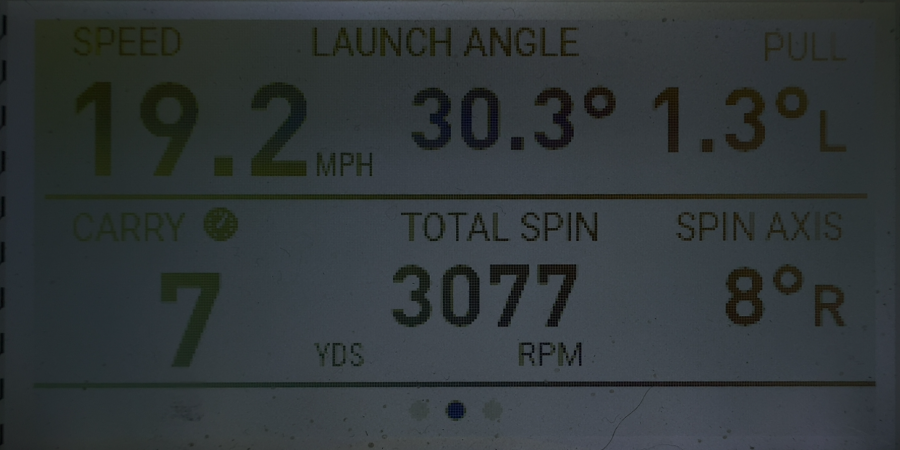 SPEED LAUNCH ANGLE PULL
19.2 MPH 30.3° 1.3° L
CARRY TOTAL SPIN SPIN AXIS
7 YDS 3077 RPM 8° R